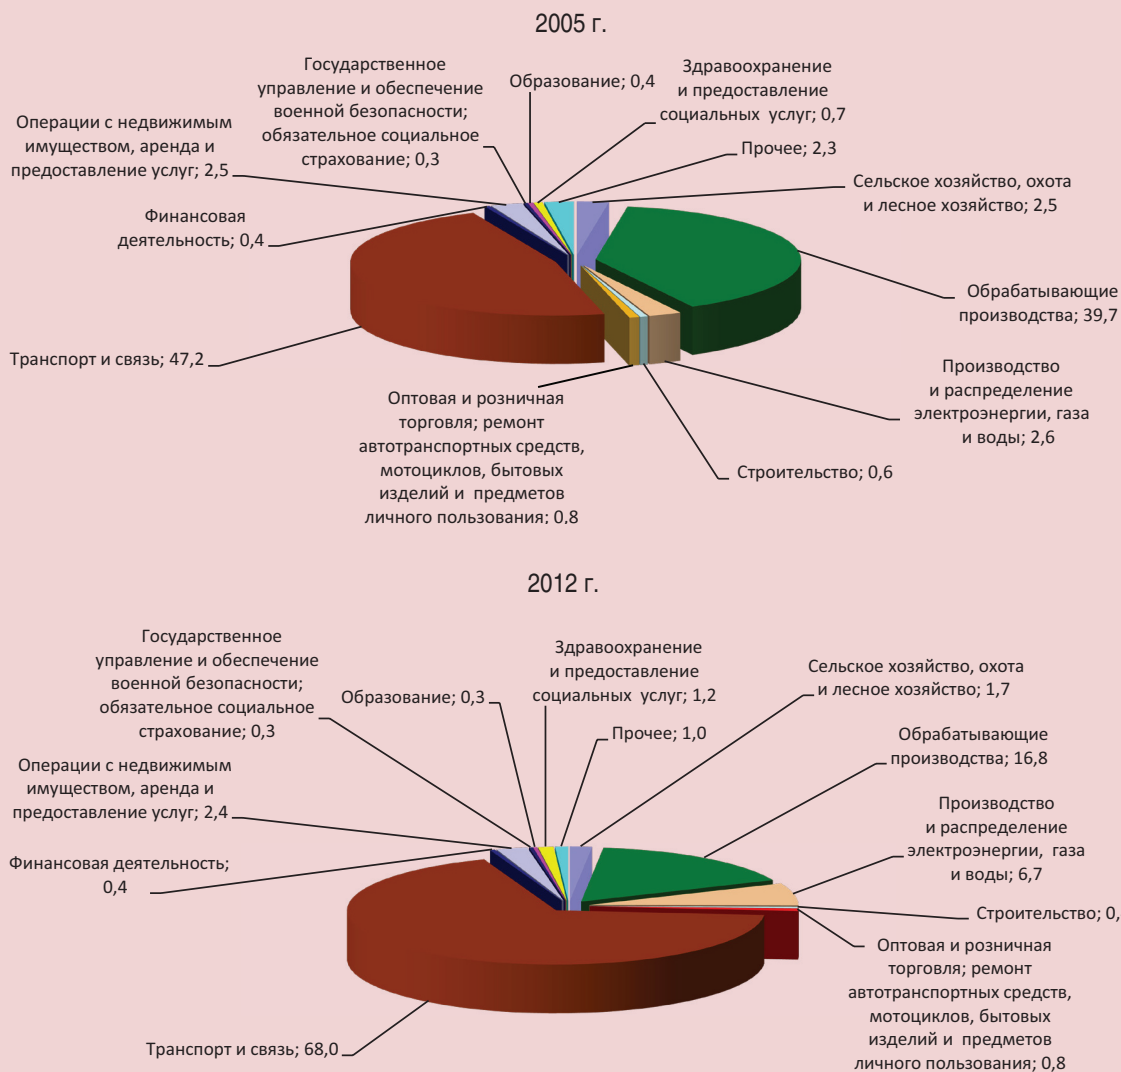 2005 г.
Государственное
управление и обеспечение
военной безопасности;
обязательное социальное
страхование; 0,3
Образование; 0,4
Здравоохранение
и предоставление
социальных услуг; 0,7
Операции с недвижимым
имуществом, аренда и
предоставление услуг; 2,5
Прочее; 2,3
Сельское хозяйство, охота
и лесное хозяйство; 2,5
Финансовая
деятельность; 0,4
Обрабатывающие
производства; 39,7
Транспорт и связь; 47,2
Производство
и распределение
электроэнергии, газа
и воды; 2,6
Оптовая и розничная
торговля; ремонт
автотранспортных средств,
мотоциклов, бытовых
изделий и предметов
личного пользования; 0,8
Строительство; 0,6
2012 г.
Государственное
управление и обеспечение
военной безопасности;
обязательное социальное
страхование; 0,3
Образование; 0,3
Здравоохранение
и предоставление
социальных услуг; 1,2
Прочее; 1,0
Сельское хозяйство, охота
и лесное хозяйство; 1,7
Обрабатывающие
производства; 16,8
Операции с недвижимым
имуществом, аренда и
предоставление услуг; 2,4
Производство
и распределение
электроэнергии, газа
и воды; 6,7
Финансовая деятельность;
0,4
Строительство; 0,
Оптовая и розничная
торговля; ремонт
автотранспортных средств,
мотоциклов, бытовых
изделий и предметов
личного пользования; 0,8
Транспорт и связь; 68,0